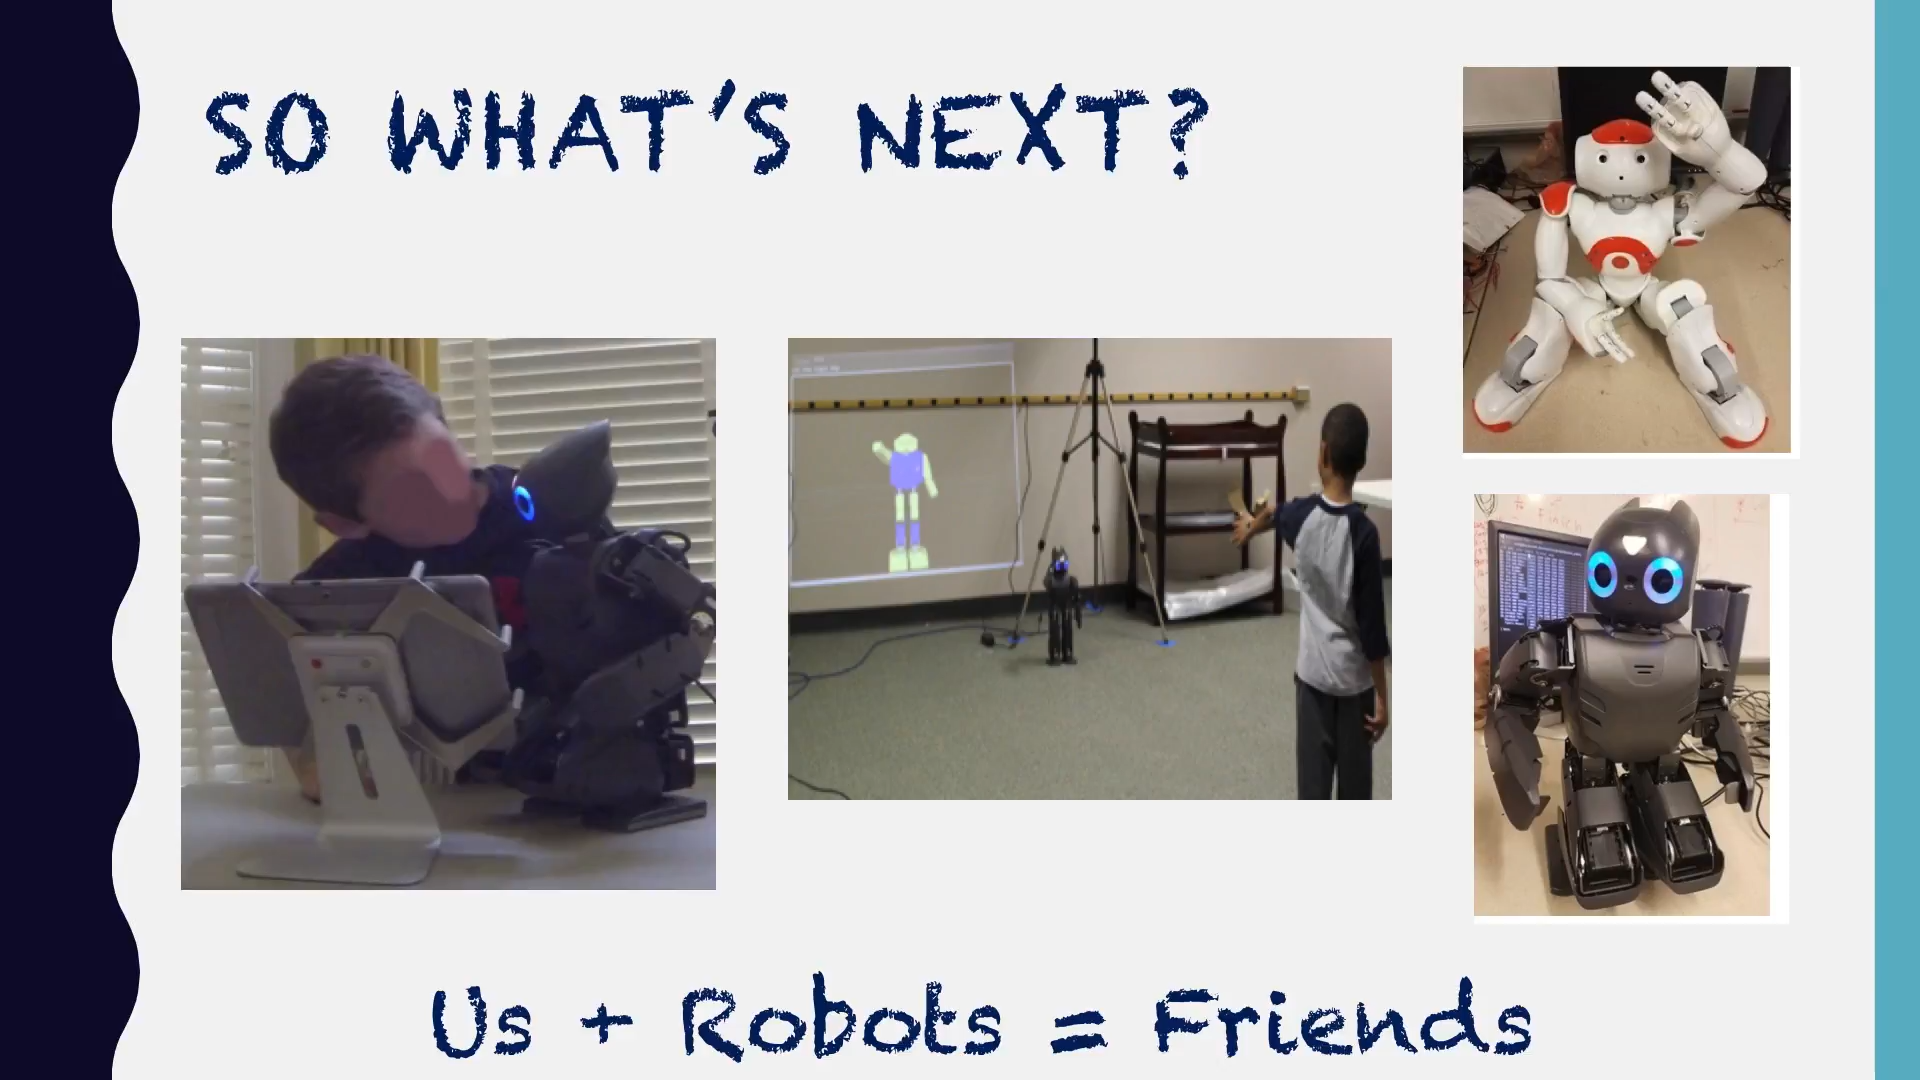 SO WHAT'S NEXT?
Us + Robots = Friends